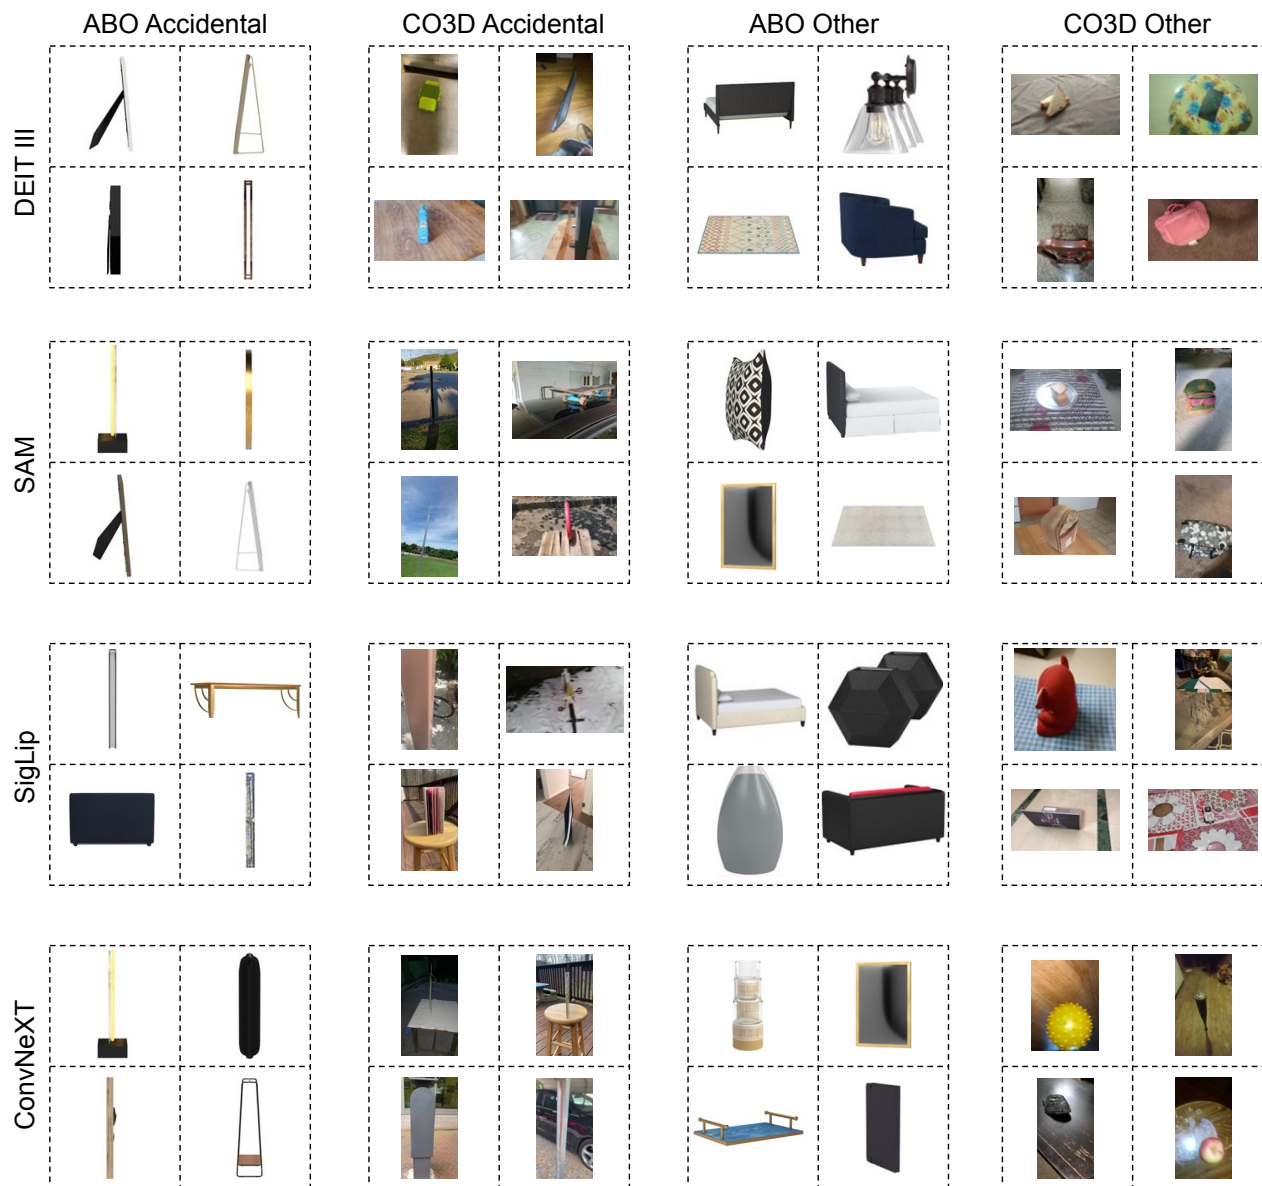 ABO Accidental
CO3D Accidental
ABO Other
CO3D Other
DEIT III
SAM
SigLip
ConvNeXT